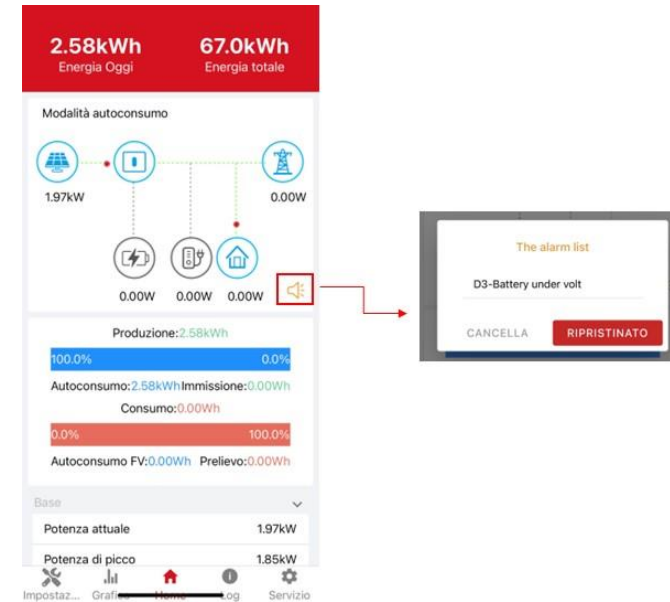 2.58kWh 67.0kWh
Energia Oggi Energia totale
Modalità autoconsumo
1.97kW 0.00W
0.00W 0.00W 0.00W
Produzione:2.58kWh
100.0% 0.0%
Autoconsumo:2.58kWh Immissione:0.00Wh
Consumo:0.00Wh
0.0% 100.0%
Autoconsumo FV:0.00Wh Prelievo:0.00Wh
Base
Potenza attuale 1.97kW
Potenza di picco 1.85kW
Impostaz... Grafico Home Log Servizio
The alarm list
D3-Battery under volt
CANCELLA RIPRISTINATO